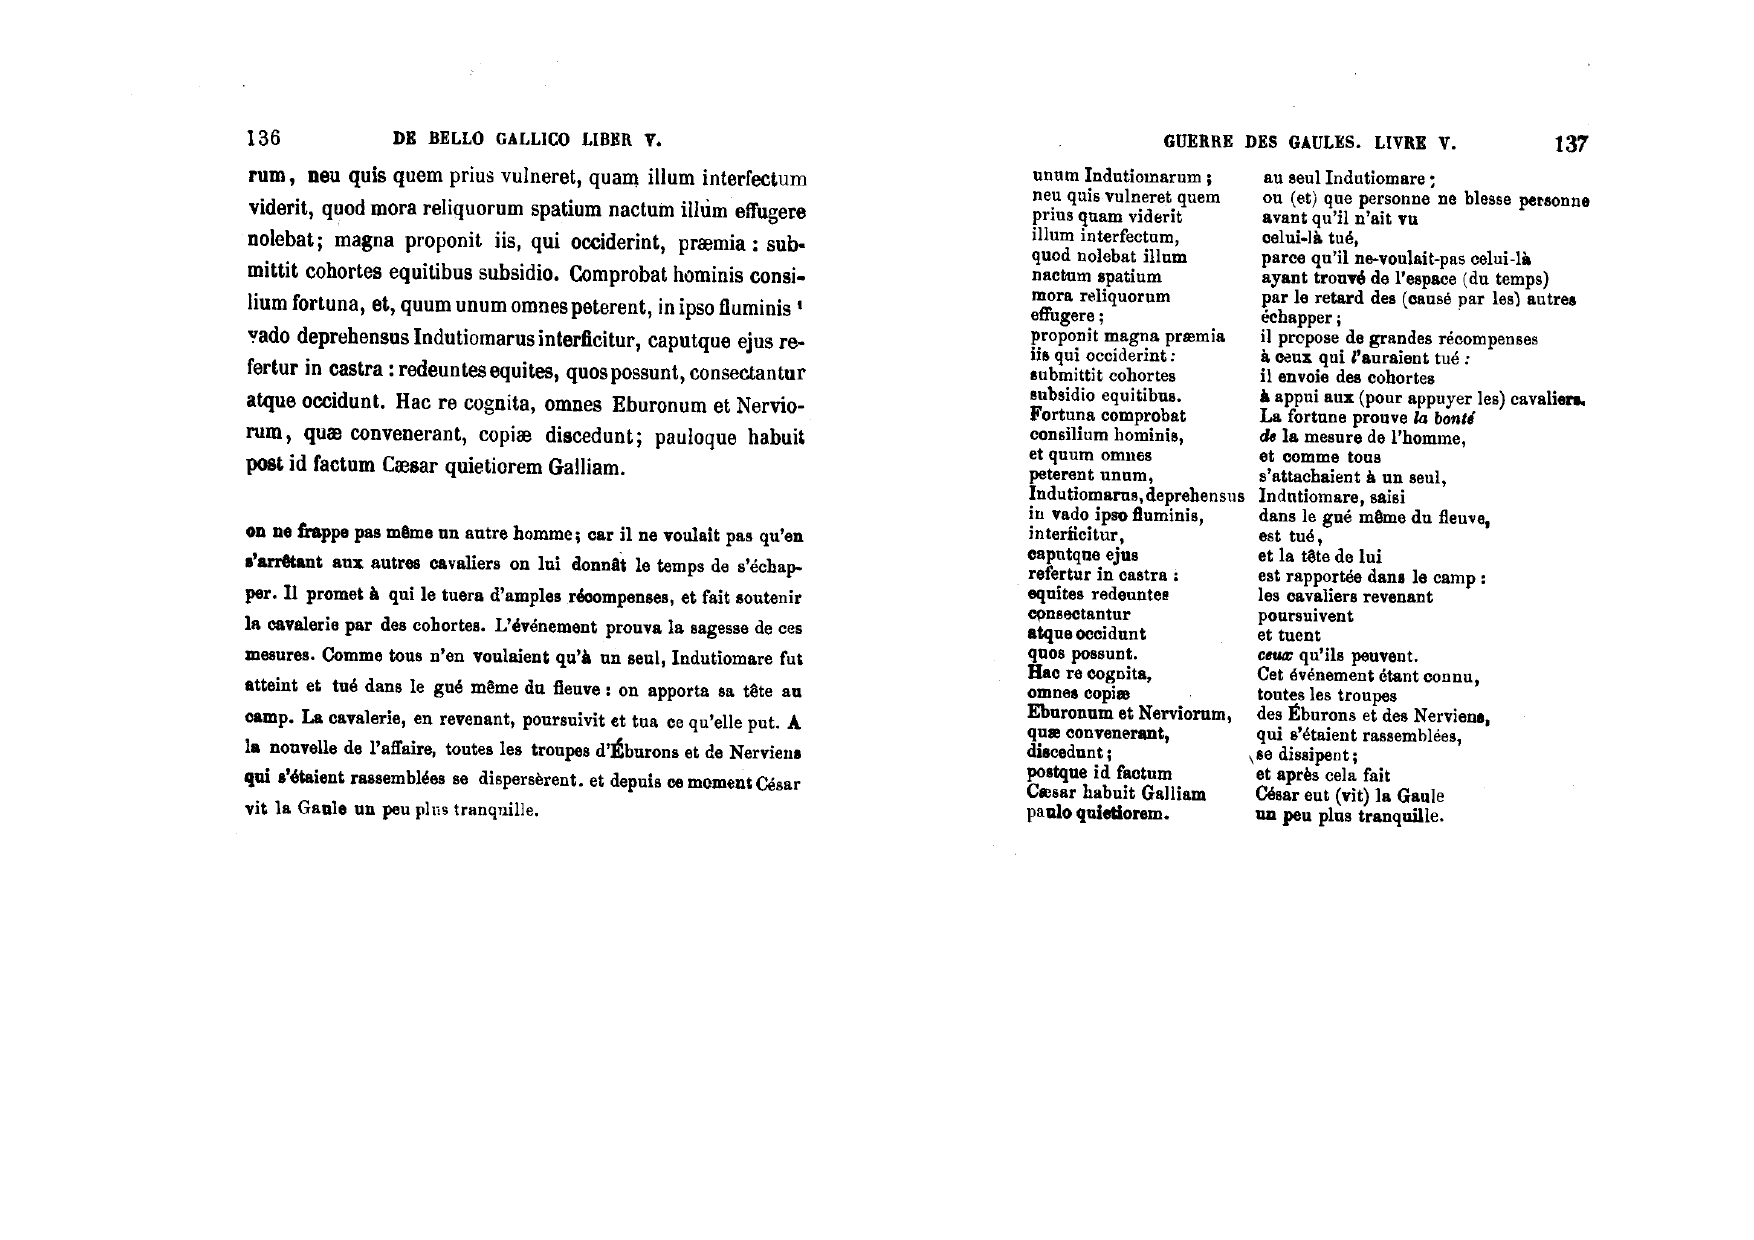 136 DE BELLO GALLICO LIBER V.
rum, neu quis quem prius vulneret, quam illum interfectum
viderit, quod mora reliquorum spatium nactum illum effugere
nolebat; magna proponit iis, qui occiderint, præmia : sub-
mittit cohortes equitibus subsidio. Comprobat hominis consi-
lium fortuna, et, quum unum omnes peterent, in ipso fluminis ¹
vado deprehensus Indutiomarus interficitur, caputque ejus re-
fertur in castra : redeuntes equites, quos possunt, consectantur
atque occidunt. Hac re cognita, omnes Eburonum et Nervio-
rum, quæ convenerant, copiæ discedunt; pauloque habuit
post id factum Cæsar quietiorem Galliam.
on ne frappe pas même un autre homme; car il ne voulait pas qu'en
s'arrêtant aux autres cavaliers on lui donnât le temps de s'échap-
per. Il promet à qui le tuera d'amples récompenses, et fait soutenir
la cavalerie par des cohortes. L'événement prouva la sagesse de ces
mesures. Comme tous n'en voulaient qu'à un seul, Indutiomare fut
atteint et tué dans le gué même du fleuve : on apporta sa tête au
camp. La cavalerie, en revenant, poursuivit et tua ce qu'elle put. A
la nouvelle de l'affaire, toutes les troupes d'Éburons et de Nerviens
qui s'étaient rassemblées se dispersèrent. et depuis ce moment César
vit la Gaule un peu plus tranquille.
GUERRE DES GAULES. LIVRE V. 137
unum Indutiomarum ; au seul Indutiomare ;
neu quis vulneret quem ou (et) que personne ne blesse personne
prius quam viderit avant qu'il n'ait vu
illum interfectum, celui-là tué,
quod nolebat illum parce qu'il ne-voulait-pas celui-là
nactum spatium ayant trouvé de l'espace (du temps)
mora reliquorum par le retard des (causé par les) autres
effugere ; échapper ;
proponit magna præmia il propose de grandes récompenses
iis qui occiderint : à ceux qui l'auraient tué :
submittit cohortes il envoie des cohortes
subsidio equitibus. à appui aux (pour appuyer les) cavaliers.
Fortuna comprobat La fortune prouve la bonté
consilium hominis, de la mesure de l'homme,
et quum omnes et comme tous
peterent unum, s'attachaient à un seul,
Indutiomarus, deprehensus Indutiomare, saisi
in vado ipso fluminis, dans le gué même du fleuve,
interficitur, est tué,
caputque ejus et la tête de lui
refertur in castra : est rapportée dans le camp :
equites redeuntes les cavaliers revenant
consectantur poursuivent
atque occidunt et tuent
quos possunt. ceux qu'ils peuvent.
Hac re cognita, Cet événement étant connu,
omnes copiæ toutes les troupes
Eburonum et Nerviorum, des Éburons et des Nerviens,
quæ convenerant, qui s'étaient rassemblées,
discedunt ; se dissipent ;
postque id factum et après cela fait
Cæsar habuit Galliam César eut (vit) la Gaule
paulo quietiorem. un peu plus tranquille.